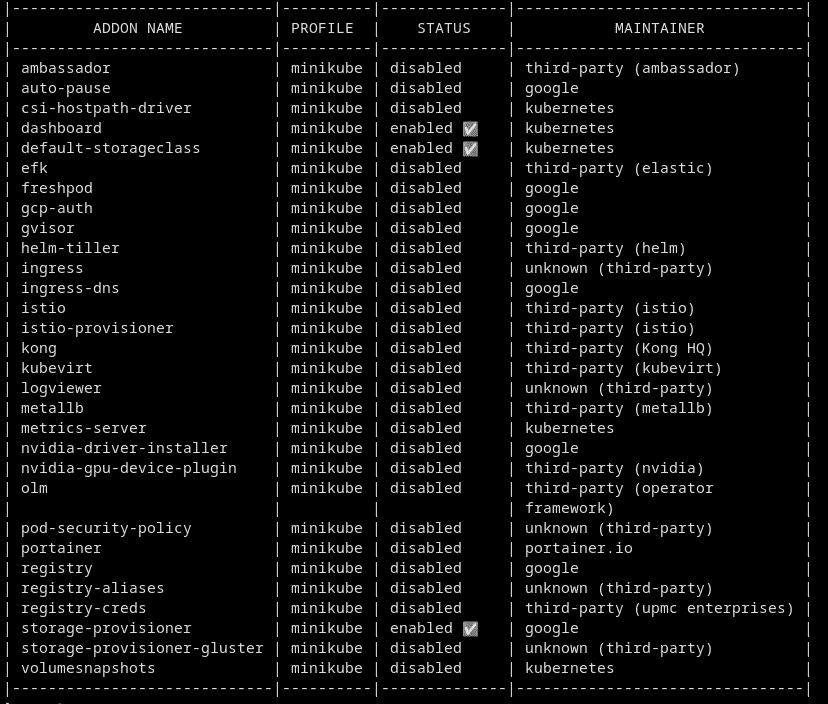 |-----------------------------|----------|--------------|--------------------------------|
|         ADDON NAME          | PROFILE  |    STATUS    |           MAINTAINER           |
|-----------------------------|----------|--------------|--------------------------------|
| ambassador                  | minikube | disabled     | third-party (ambassador)       |
| auto-pause                  | minikube | disabled     | google                         |
| csi-hostpath-driver         | minikube | disabled     | kubernetes                     |
| dashboard                   | minikube | enabled ✅   | kubernetes                     |
| default-storageclass        | minikube | enabled ✅   | kubernetes                     |
| efk                         | minikube | disabled     | third-party (elastic)          |
| freshpod                    | minikube | disabled     | google                         |
| gcp-auth                    | minikube | disabled     | google                         |
| gvisor                      | minikube | disabled     | google                         |
| helm-tiller                 | minikube | disabled     | third-party (helm)             |
| ingress                     | minikube | disabled     | unknown (third-party)          |
| ingress-dns                 | minikube | disabled     | google                         |
| istio                       | minikube | disabled     | third-party (istio)            |
| istio-provisioner           | minikube | disabled     | third-party (istio)            |
| kong                        | minikube | disabled     | third-party (Kong HQ)          |
| kubevirt                    | minikube | disabled     | third-party (kubevirt)         |
| logviewer                   | minikube | disabled     | unknown (third-party)          |
| metallb                     | minikube | disabled     | third-party (metallb)          |
| metrics-server              | minikube | disabled     | kubernetes                     |
| nvidia-driver-installer     | minikube | disabled     | google                         |
| nvidia-gpu-device-plugin    | minikube | disabled     | third-party (nvidia)           |
| olm                         | minikube | disabled     | third-party (operator          |
|                             |          |              | framework)                     |
| pod-security-policy         | minikube | disabled     | unknown (third-party)          |
| portainer                   | minikube | disabled     | portainer.io                   |
| registry                    | minikube | disabled     | google                         |
| registry-aliases            | minikube | disabled     | unknown (third-party)          |
| registry-creds              | minikube | disabled     | third-party (upmc enterprises) |
| storage-provisioner         | minikube | enabled ✅   | google                         |
| storage-provisioner-gluster | minikube | disabled     | unknown (third-party)          |
| volumesnapshots             | minikube | disabled     | kubernetes                     |
|-----------------------------|----------|--------------|--------------------------------|